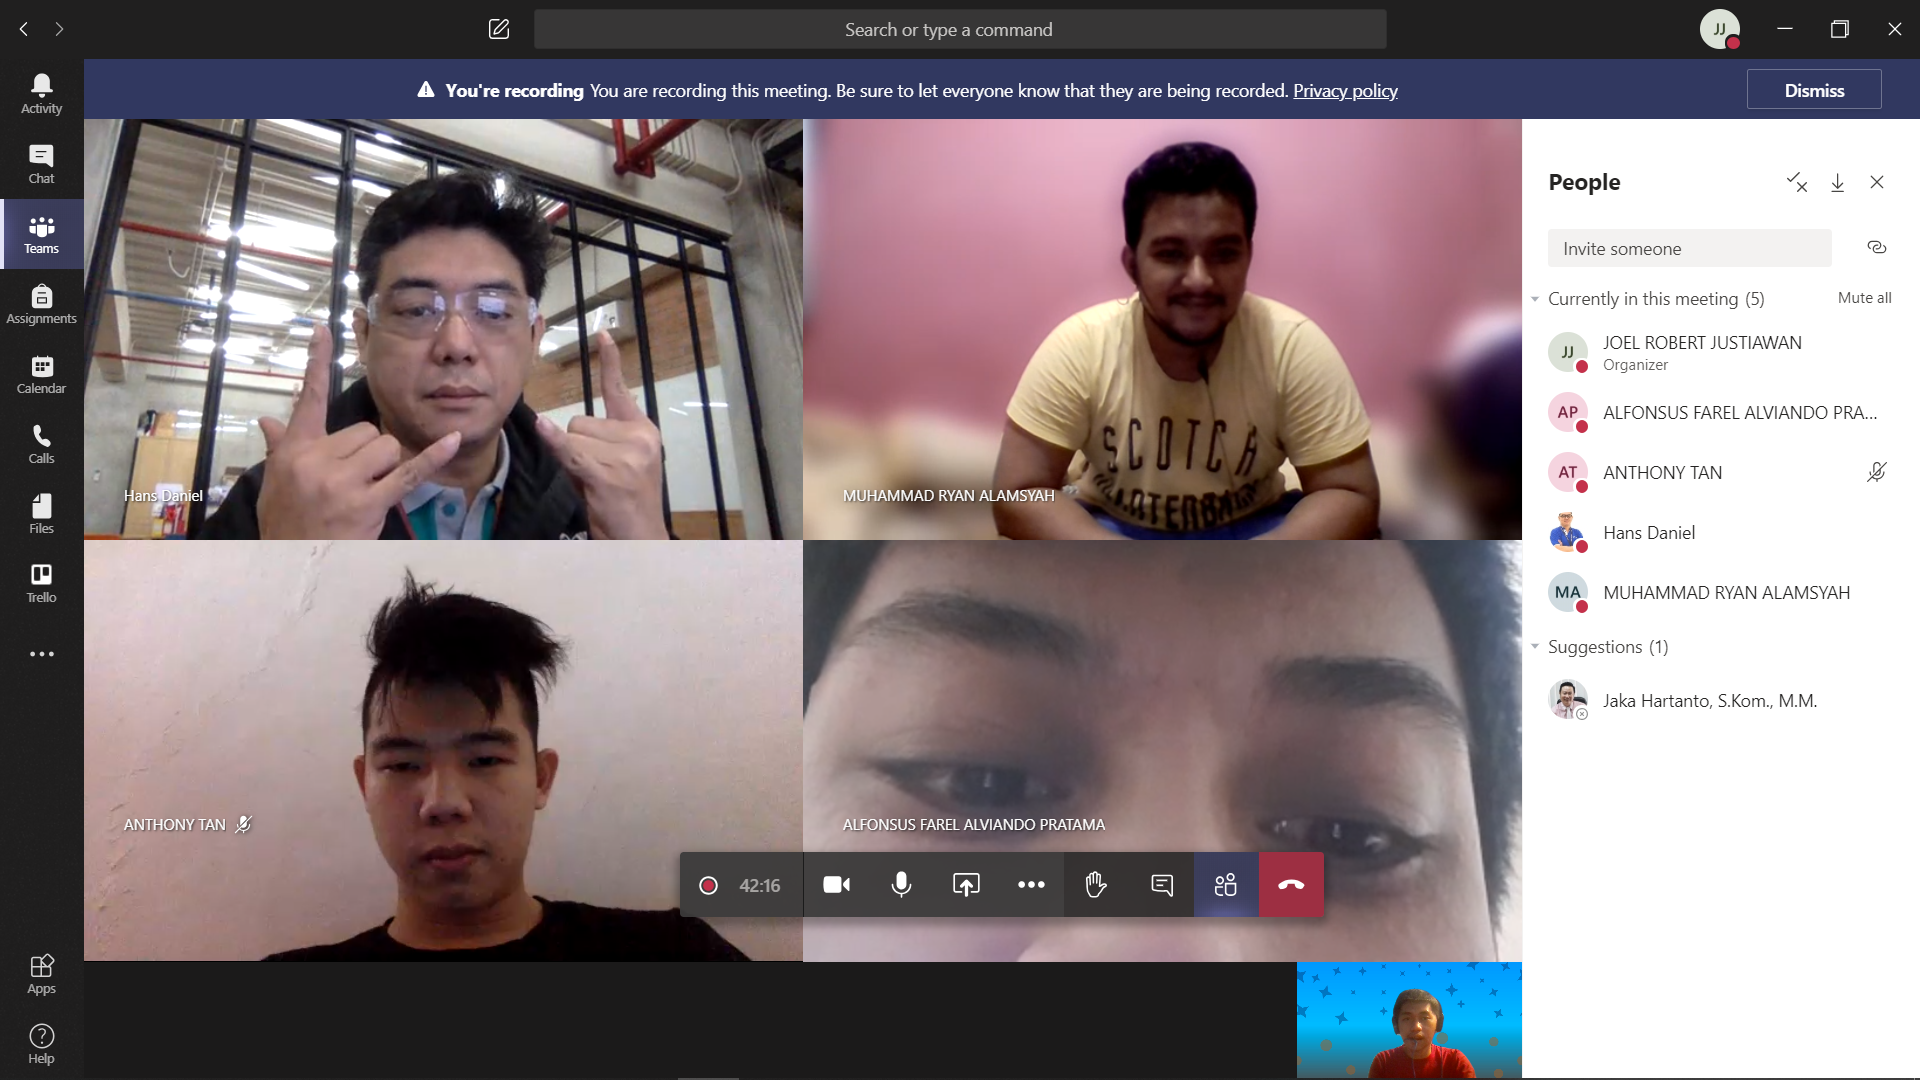 Search or type a command
JJ
You're recording You are recording this meeting. Be sure to let everyone know that they are being recorded. Privacy policy
Dismiss
Activity
Chat
Teams
Assignments
Calendar
Calls
Files
Trello
Apps
Help
Hans Daniel
SCOTCH
MUHAMMAD RYAN ALAMSYAH
ANTHONY TAN
ALFONSUS FAREL ALVIANDO PRATAMA
42:16
People
Invite someone
Currently in this meeting (5)
Mute all
JJ
JOEL ROBERT JUSTIAWAN
Organizer
AP
ALFONSUS FAREL ALVIANDO PRA...
AT
ANTHONY TAN
Hans Daniel
MA
MUHAMMAD RYAN ALAMSYAH
Suggestions (1)
Jaka Hartanto, S.Kom., M.M.